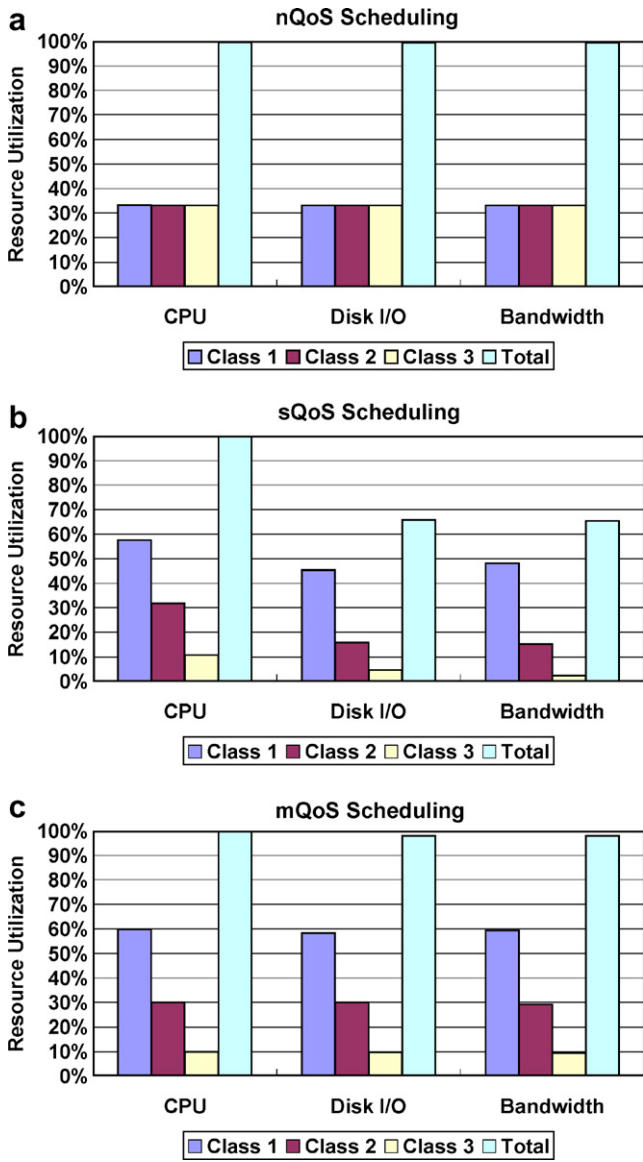 a
nQoS Scheduling
Resource Utilization
100%
90%
80%
70%
60%
50%
40%
30%
20%
10%
0%
CPU Disk I/O Bandwidth
Class 1 Class 2 Class 3 Total
b
sQoS Scheduling
Resource Utilization
100%
90%
80%
70%
60%
50%
40%
30%
20%
10%
0%
CPU Disk I/O Bandwidth
Class 1 Class 2 Class 3 Total
c
mQoS Scheduling
Resource Utilization
100%
90%
80%
70%
60%
50%
40%
30%
20%
10%
0%
CPU Disk I/O Bandwidth
Class 1 Class 2 Class 3 Total